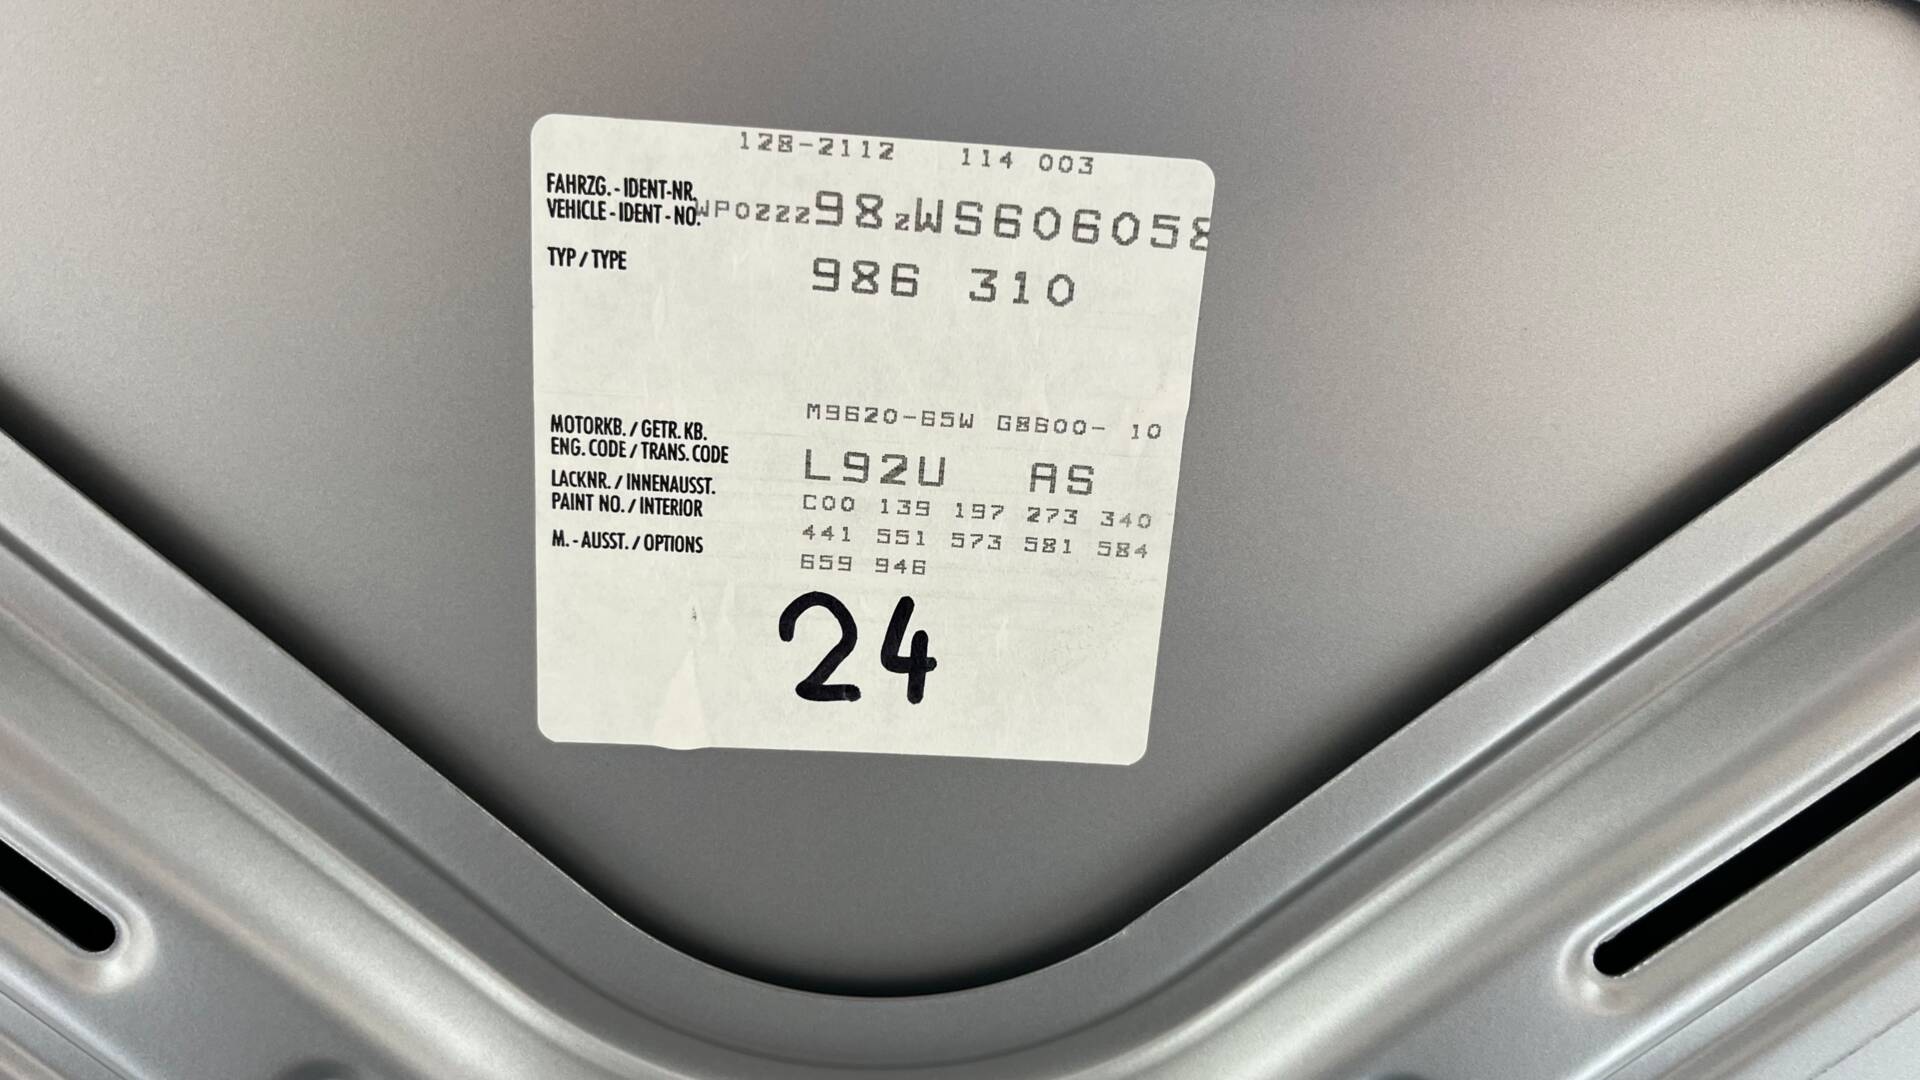 128-2112 114 003
FAHRZG.-IDENT-NR.
VEHICLE-IDENT-NO. WP0ZZZ98ZWS606058
TYP / TYPE 986 310
MOTORKB. / GETR. KB. M9620-65W G8600- 10
ENG. CODE / TRANS. CODE
LACKNR. / INNENAUSST. L92U AS
PAINT NO. / INTERIOR C00 139 197 273 340
M.-AUSST. / OPTIONS 441 551 573 581 584
659 946
24